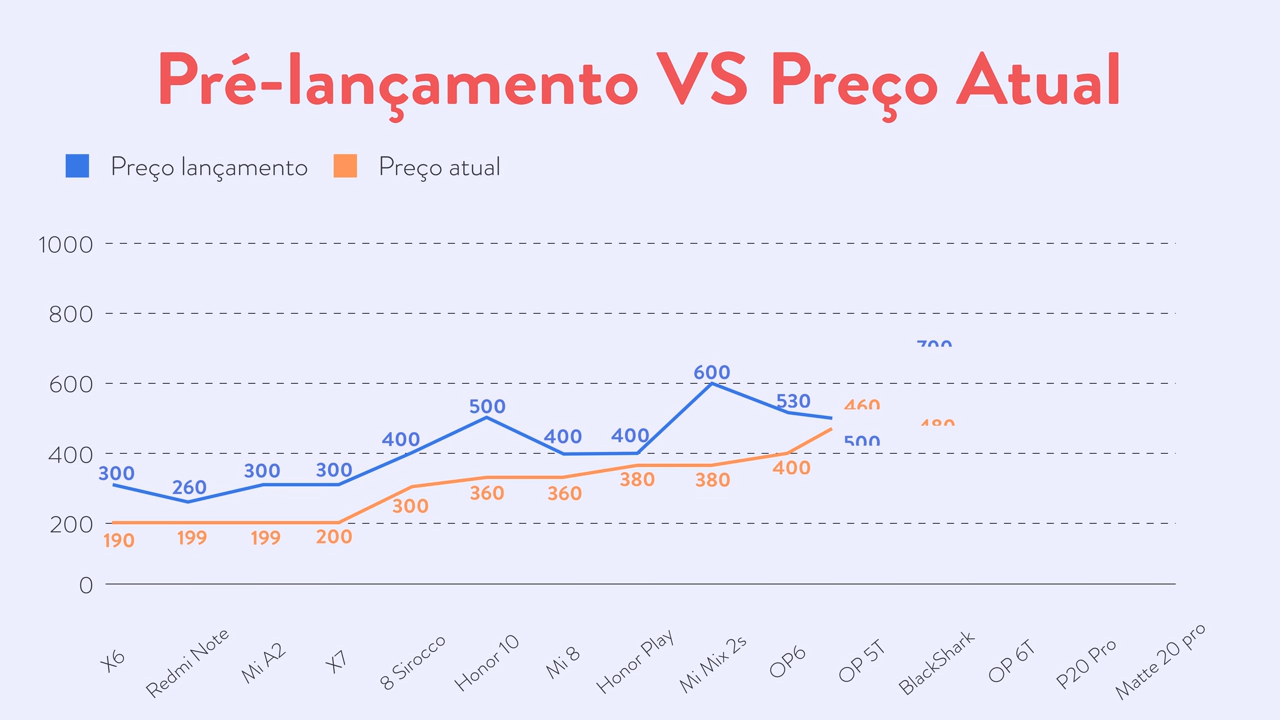 Pré-lançamento VS Preço Atual
Preço lançamento
Preço atual
1000
800
600
400
200
0
300
260
300
300
400
500
400
400
600
530
500
700
190
199
199
200
300
360
360
380
380
400
460
480
X6
Redmi Note
Mi A2
X7
8 Sirocco
Honor 10
Mi 8
Honor Play
Mi Mix 2s
OP6
OP 5T
BlackShark
OP 6T
P20 Pro
Matte 20 pro